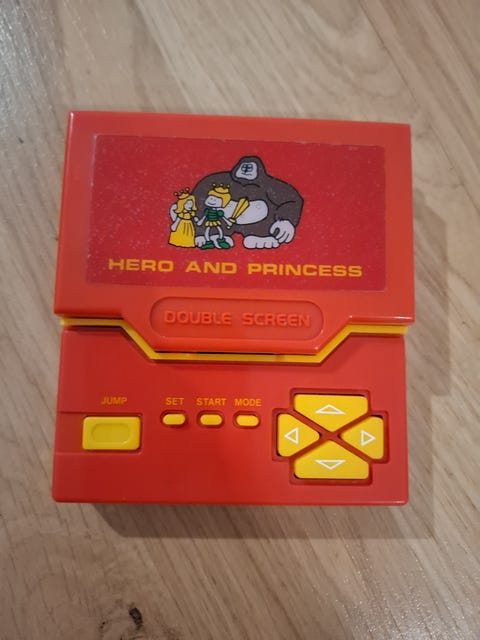 HERO AND PRINCESS
DOUBLE SCREEN
JUMP SET START MODE